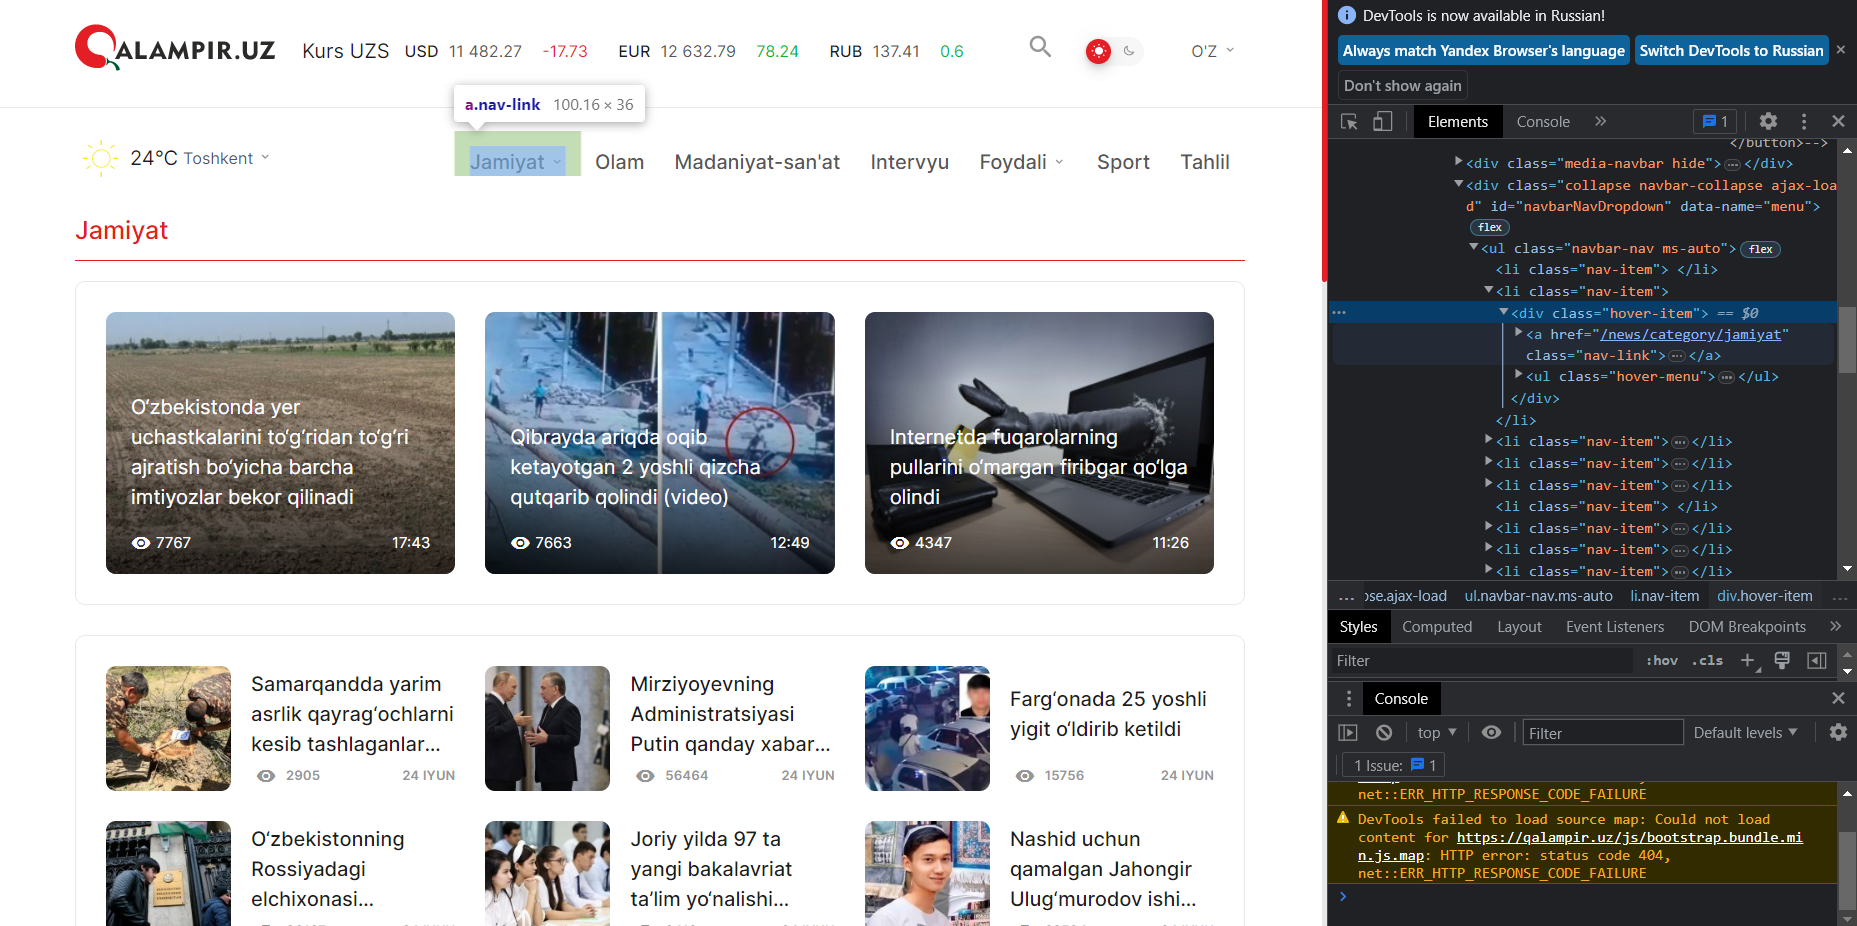 QALAMPIR.UZ
Kurs UZS USD 11 482.27 -17.73 EUR 12 632.79 78.24 RUB 137.41 0.6
O'Z
a.nav-link 100.16 × 36
24°C Toshkent
Jamiyat Olam Madaniyat-san'at Intervyu Foydali Sport Tahlil
Jamiyat
O‘zbekistonda yer
uchastkalarini to‘g‘ridan to‘g‘ri
ajratish bo‘yicha barcha
imtiyozlar bekor qilinadi
7767 17:43
Qibrayda ariqda oqib
ketayotgan 2 yoshli qizcha
qutqarib qolindi (video)
7663 12:49
Internetda fuqarolarning
pullarini o‘margan firibgar qo‘lga
olindi
4347 11:26
Samarqandda yarim
asrlik qayrag‘ochlarni
kesib tashlaganlar...
2905 24 IYUN
Mirziyoyevning
Administratsiyasi
Putin qanday xabar...
56464 24 IYUN
Farg‘onada 25 yoshli
yigit o‘ldirib ketildi
15756 24 IYUN
O‘zbekistonning
Rossiyadagi
elchixonasi...
Joriy yilda 97 ta
yangi bakalavriat
ta’lim yo‘nalishi...
Nashid uchun
qamalgan Jahongir
Ulug‘murodov ishi...
DevTools is now available in Russian!
Always match Yandex Browser's language Switch DevTools to Russian
Don't show again
Elements Console 1
</button>-->
<div class="media-navbar hide"> </div>
<div class="collapse navbar-collapse ajax-loa
d" id="navbarNavDropdown" data-name="menu">
flex
<ul class="navbar-nav ms-auto"> flex
<li class="nav-item"> </li>
<li class="nav-item">
<div class="hover-item"> == $0
<a href="/news/category/jamiyat"
class="nav-link"> </a>
<ul class="hover-menu"> </ul>
</div>
</li>
<li class="nav-item"> </li>
<li class="nav-item"> </li>
<li class="nav-item"> </li>
<li class="nav-item"> </li>
<li class="nav-item"> </li>
<li class="nav-item"> </li>
<li class="nav-item"> </li>
... ose.ajax-load ul.navbar-nav.ms-auto li.nav-item div.hover-item ...
Styles Computed Layout Event Listeners DOM Breakpoints
Filter :hov .cls
Console
top Filter Default levels
1 Issue: 1
net::ERR_HTTP_RESPONSE_CODE_FAILURE
DevTools failed to load source map: Could not load
content for https://qalampir.uz/js/bootstrap.bundle.mi
n.js.map: HTTP error: status code 404,
net::ERR_HTTP_RESPONSE_CODE_FAILURE